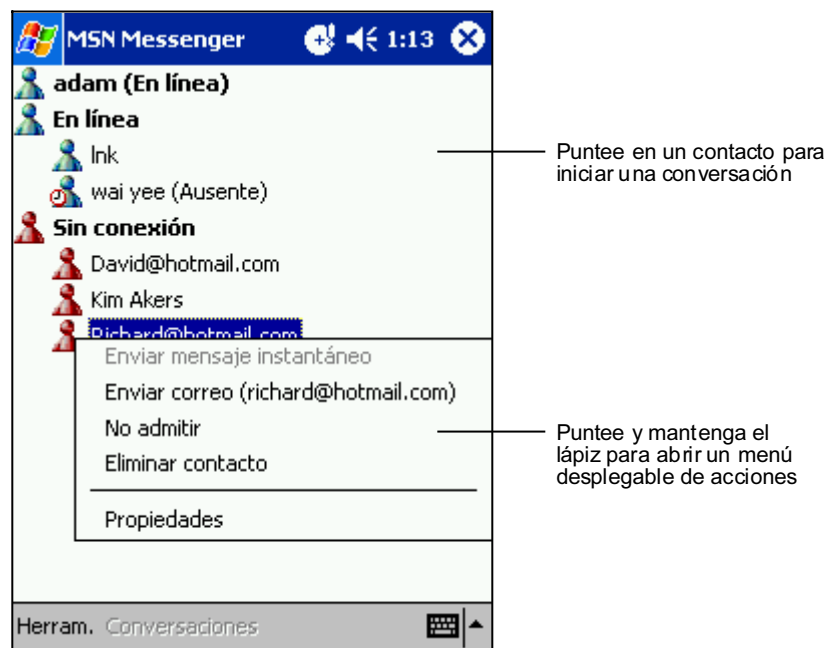 MSN Messenger 1:13
adam (En línea)
En línea
lnk
wai yee (Ausente)
Sin conexión
David@hotmail.com
Kim Akers
Richard@hotmail.com
Enviar mensaje instantáneo
Enviar correo (richard@hotmail.com)
No admitir
Eliminar contacto
Propiedades
Herram. Conversaciones
Puntee en un contacto para
iniciar una conversación
Puntee y mantenga el
lápiz para abrir un menú
desplegable de acciones